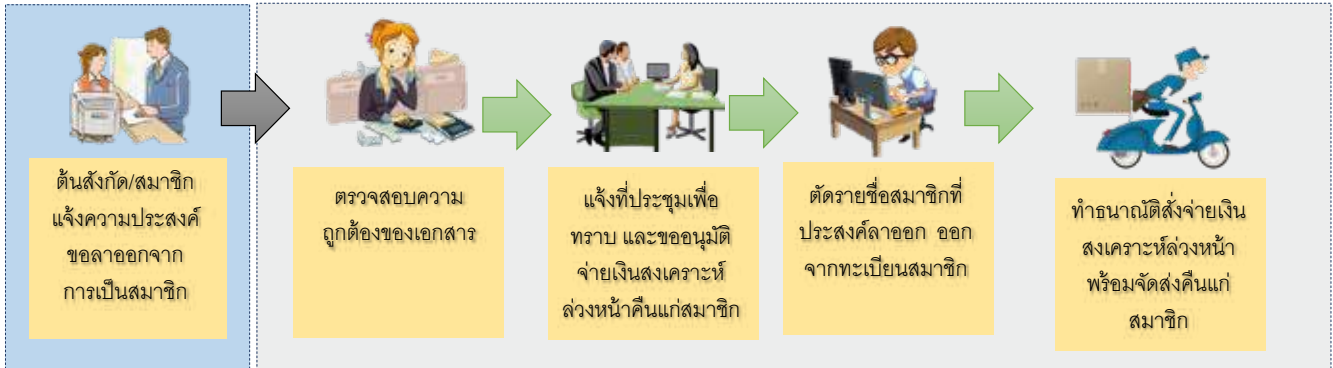 ต้นสังกัด/สมาชิก
แจ้งความประสงค์
ขอลาออกจาก
การเป็นสมาชิก
ตรวจสอบความ
ถูกต้องของเอกสาร
แจ้งที่ประชุมเพื่อ
ทราบ และขออนุมัติ
จ่ายเงินสงเคราะห์
ล่วงหน้าคืนแก่สมาชิก
ตัดรายชื่อสมาชิกที่
ประสงค์ลาออก ออก
จากทะเบียนสมาชิก
ทำธนาณัติสั่งจ่ายเงิน
สงเคราะห์ล่วงหน้า
พร้อมจัดส่งคืนแก่
สมาชิก